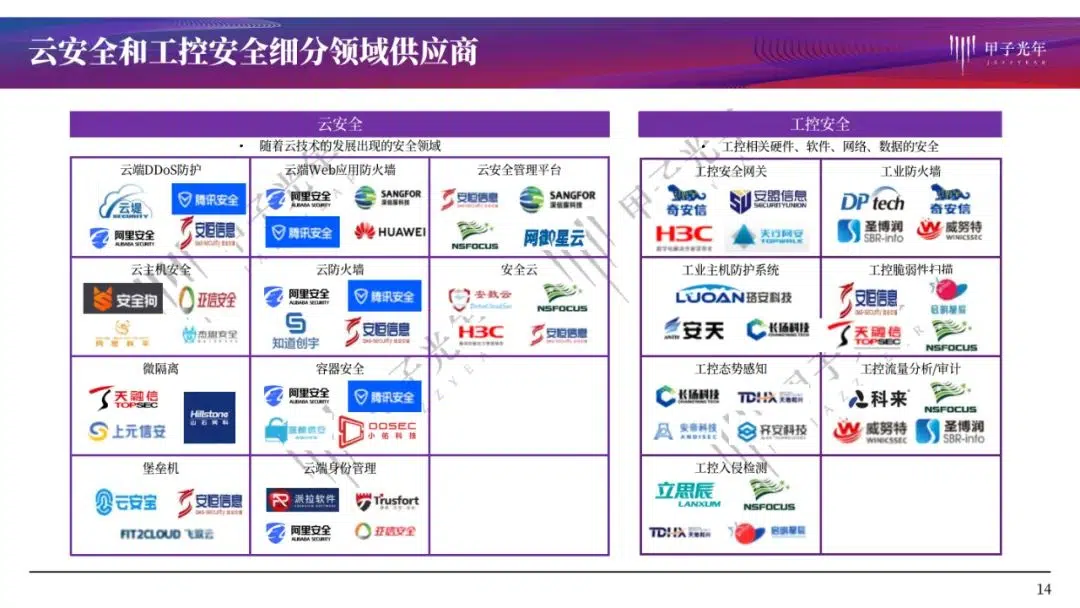 云安全和工控安全细分领域供应商
甲子光年
JAZZYEAR
云安全
• 随着云技术的发展出现的安全领域
云端DDoS防护
云端Web应用防火墙
云安全管理平台
云堤
SECURITY
腾讯安全
阿里安全
ALIBABA SECURITY
安恒信息
阿里安全
ALIBABA SECURITY
SANGFOR
深信服科技
腾讯安全
HUAWEI
安恒信息
SANGFOR
深信服科技
NSFOCUS
网御星云
云主机安全
云防火墙
安全云
安全狗
亚信安全
杰思安全
阿里安全
ALIBABA SECURITY
腾讯安全
知道创宇
安恒信息
安数云
NSFOCUS
H3C
安恒信息
微隔离
容器安全
天融信
TOPSEC
Hillstone
山石网科
上元信安
阿里安全
ALIBABA SECURITY
腾讯安全
DOSEC
小佑科技
堡垒机
云端身份管理
云安宝
安恒信息
FIT2CLOUD 飞致云
派拉软件
Trusfort
阿里安全
ALIBABA SECURITY
亚信安全
工控安全
• 工控相关硬件、软件、网络、数据的安全
工控安全网关
工业防火墙
奇安信
安盟信息
SECURITYUNION
H3C
天行网安
TOPWALK
DPtech
奇安信
圣博润
SBR-info
威努特
WINICSSEC
工业主机防护系统
工控脆弱性扫描
LUOAN珞安科技
安天
长扬科技
安恒信息
启明星辰
天融信
TOPSEC
NSFOCUS
工控态势感知
工控流量分析/审计
长扬科技
TDHX 天地和兴
安帝科技
ANDISEC
齐安科技
科来
NSFOCUS
威努特
WINICSSEC
圣博润
SBR-info
工控入侵检测
立思辰
LANXUM
NSFOCUS
TDHX 天地和兴
启明星辰
14